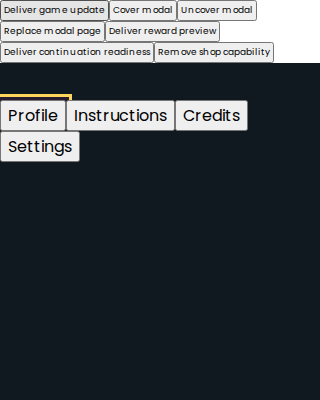 Deliver game update Cover modal Uncover modal
Replace modal page Deliver reward preview
Deliver continuation readiness Remove shop capability
Profile Instructions Credits
Settings